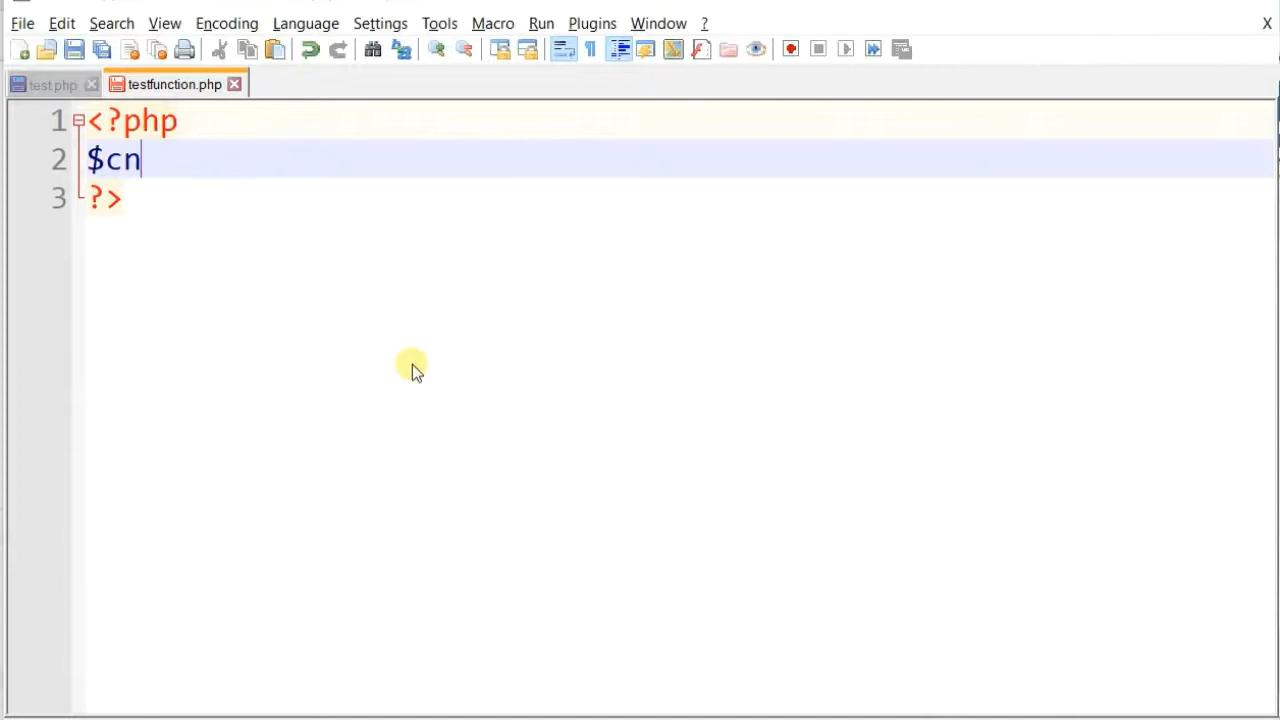 File Edit Search View Encoding Language Settings Tools Macro Run Plugins Window ? X
test.php testfunction.php
1 <?php
2 $cn
3 ?>